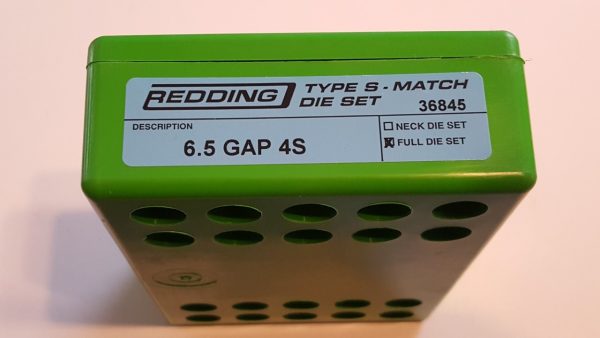 REDDING TYPE S - MATCH
DIE SET 36845
DESCRIPTION
6.5 GAP 4S
NECK DIE SET
FULL DIE SET